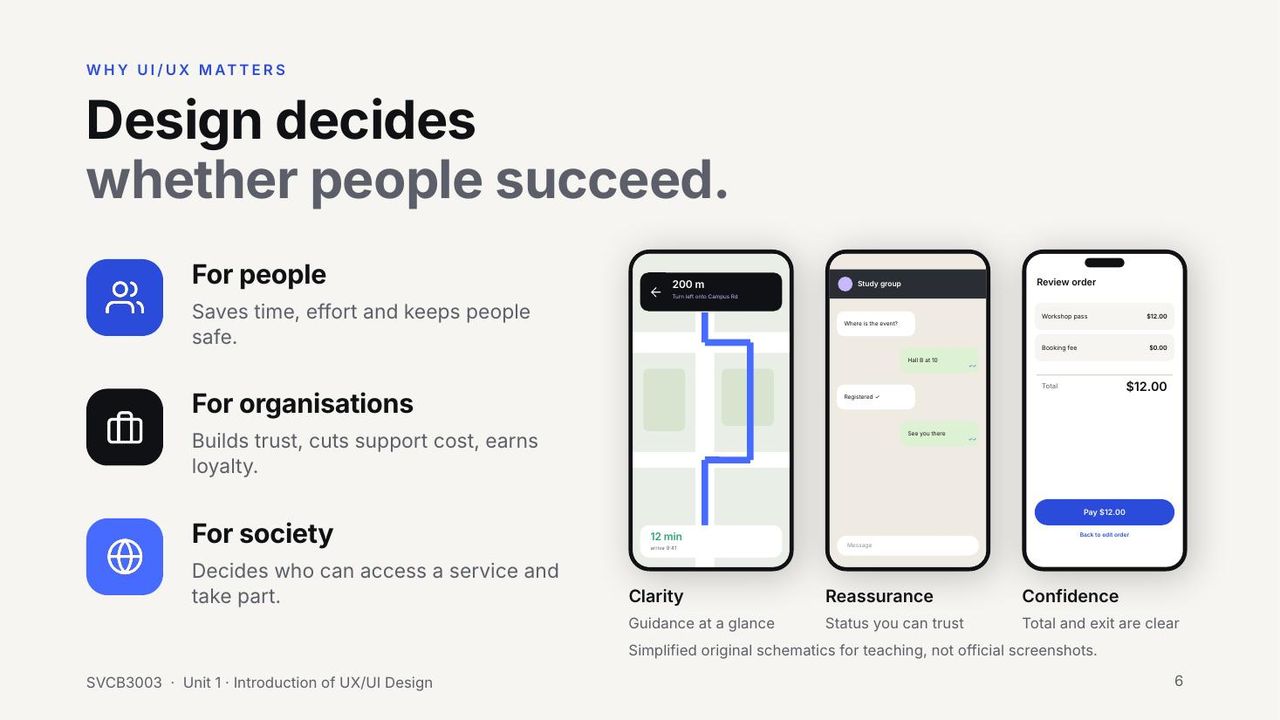 WHY UI/UX MATTERS
Design decides
whether people succeed.
For people
Saves time, effort and keeps people
safe.
For organisations
Builds trust, cuts support cost, earns
loyalty.
For society
Decides who can access a service and
take part.
200 m
Turn left onto Campus Rd
12 min
arrive 9:41
Clarity
Guidance at a glance
Study group
Where is the event?
Hall B at 10
Registered ✓
See you there
Message
Reassurance
Status you can trust
Review order
Workshop pass $12.00
Booking fee $0.00
Total $12.00
Pay $12.00
Back to edit order
Confidence
Total and exit are clear
Simplified original schematics for teaching, not official screenshots.
SVCB3003 · Unit 1 · Introduction of UX/UI Design
6